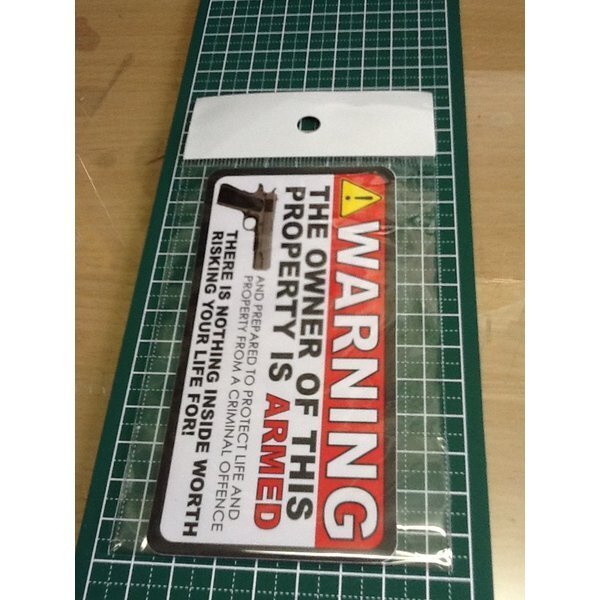 WARNING
THE OWNER OF THIS
PROPERTY IS ARMED
AND PREPARED TO PROTECT LIFE AND
PROPERTY FROM A CRIMINAL OFFENCE
THERE IS NOTHING INSIDE WORTH
RISKING YOUR LIFE FOR!